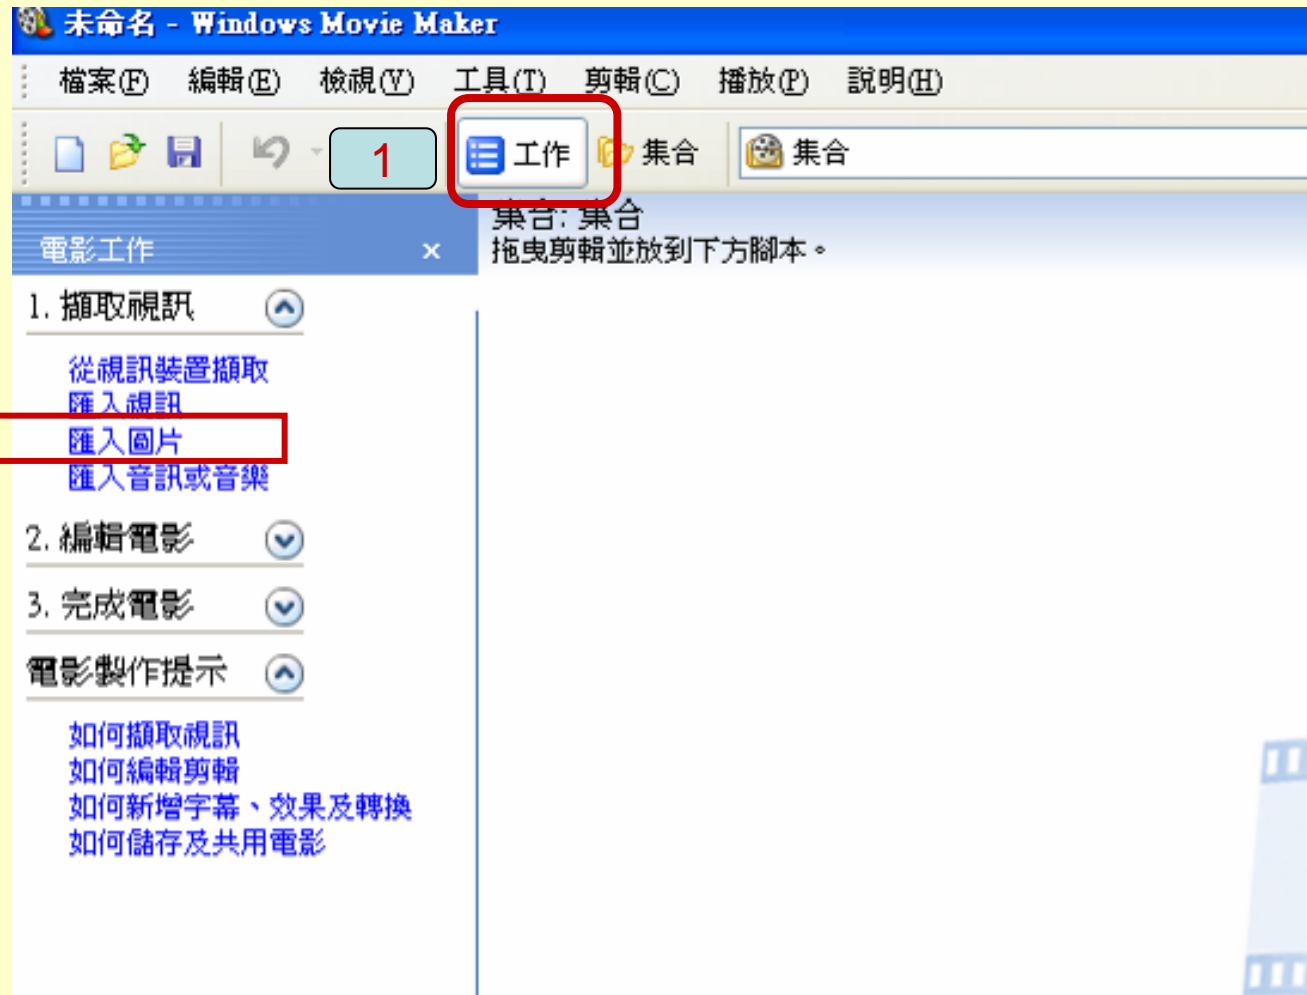 未命名 - Windows Movie Maker
檔案(F) 編輯(E) 檢視(V) 工具(T) 剪輯(C) 播放(P) 說明(H)
1 工作 集合 集合
電影工作 ×
集合: 集合
拖曳剪輯並放到下方腳本。
1. 擷取視訊
從視訊裝置擷取
匯入視訊
匯入圖片
匯入音訊或音樂
2. 編輯電影
3. 完成電影
電影製作提示
如何擷取視訊
如何編輯剪輯
如何新增字幕、效果及轉換
如何儲存及共用電影